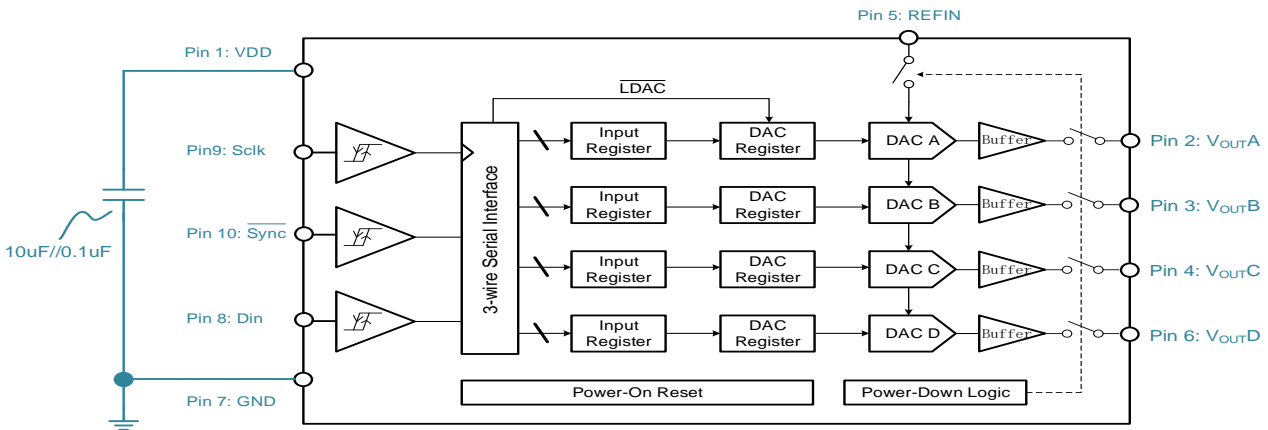 Pin 5: REFIN
Pin 1: VDD
LDAC
Pin9: Sclk
Pin 10: Sync
Pin 8: Din
Pin 7: GND
10uF//0.1uF
3-wire Serial Interface
Input
Register
DAC
Register
DAC A
Buffer
Pin 2: VOUTA
Input
Register
DAC
Register
DAC B
Buffer
Pin 3: VOUTB
Input
Register
DAC
Register
DAC C
Buffer
Pin 4: VOUTC
Input
Register
DAC
Register
DAC D
Buffer
Pin 6: VOUTD
Power-On Reset
Power-Down Logic